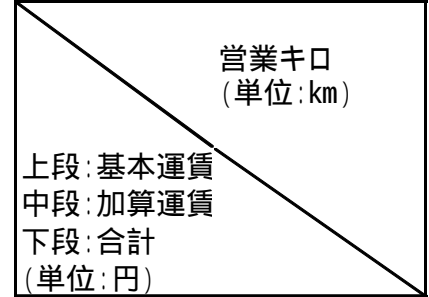 営業キロ
(単位:km)
上段:基本運賃
中段:加算運賃
下段:合計
(単位:円)